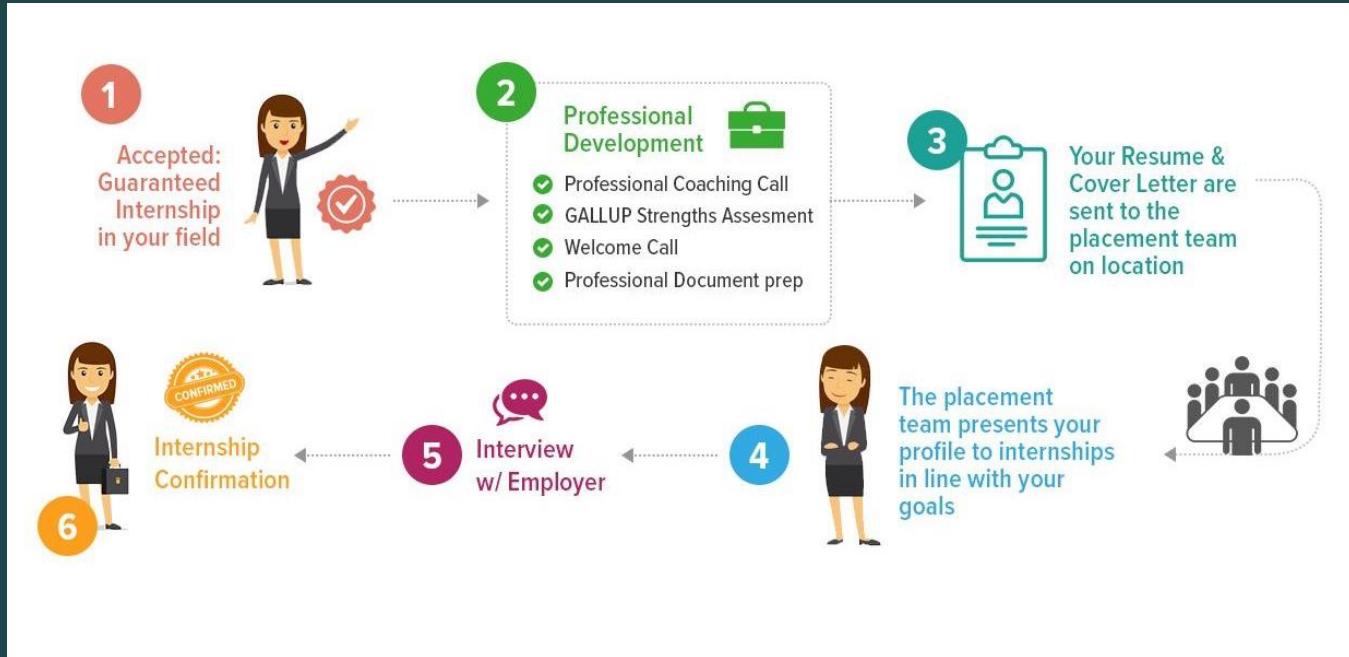 1
Accepted:
Guaranteed
Internship
in your field
2
Professional
Development
Professional Coaching Call
GALLUP Strengths Assesment
Welcome Call
Professional Document prep
3
Your Resume &
Cover Letter are
sent to the
placement team
on location
4
The placement
team presents your
profile to internships
in line with your
goals
5
Interview
w/ Employer
6
CONFIRMED
Internship
Confirmation